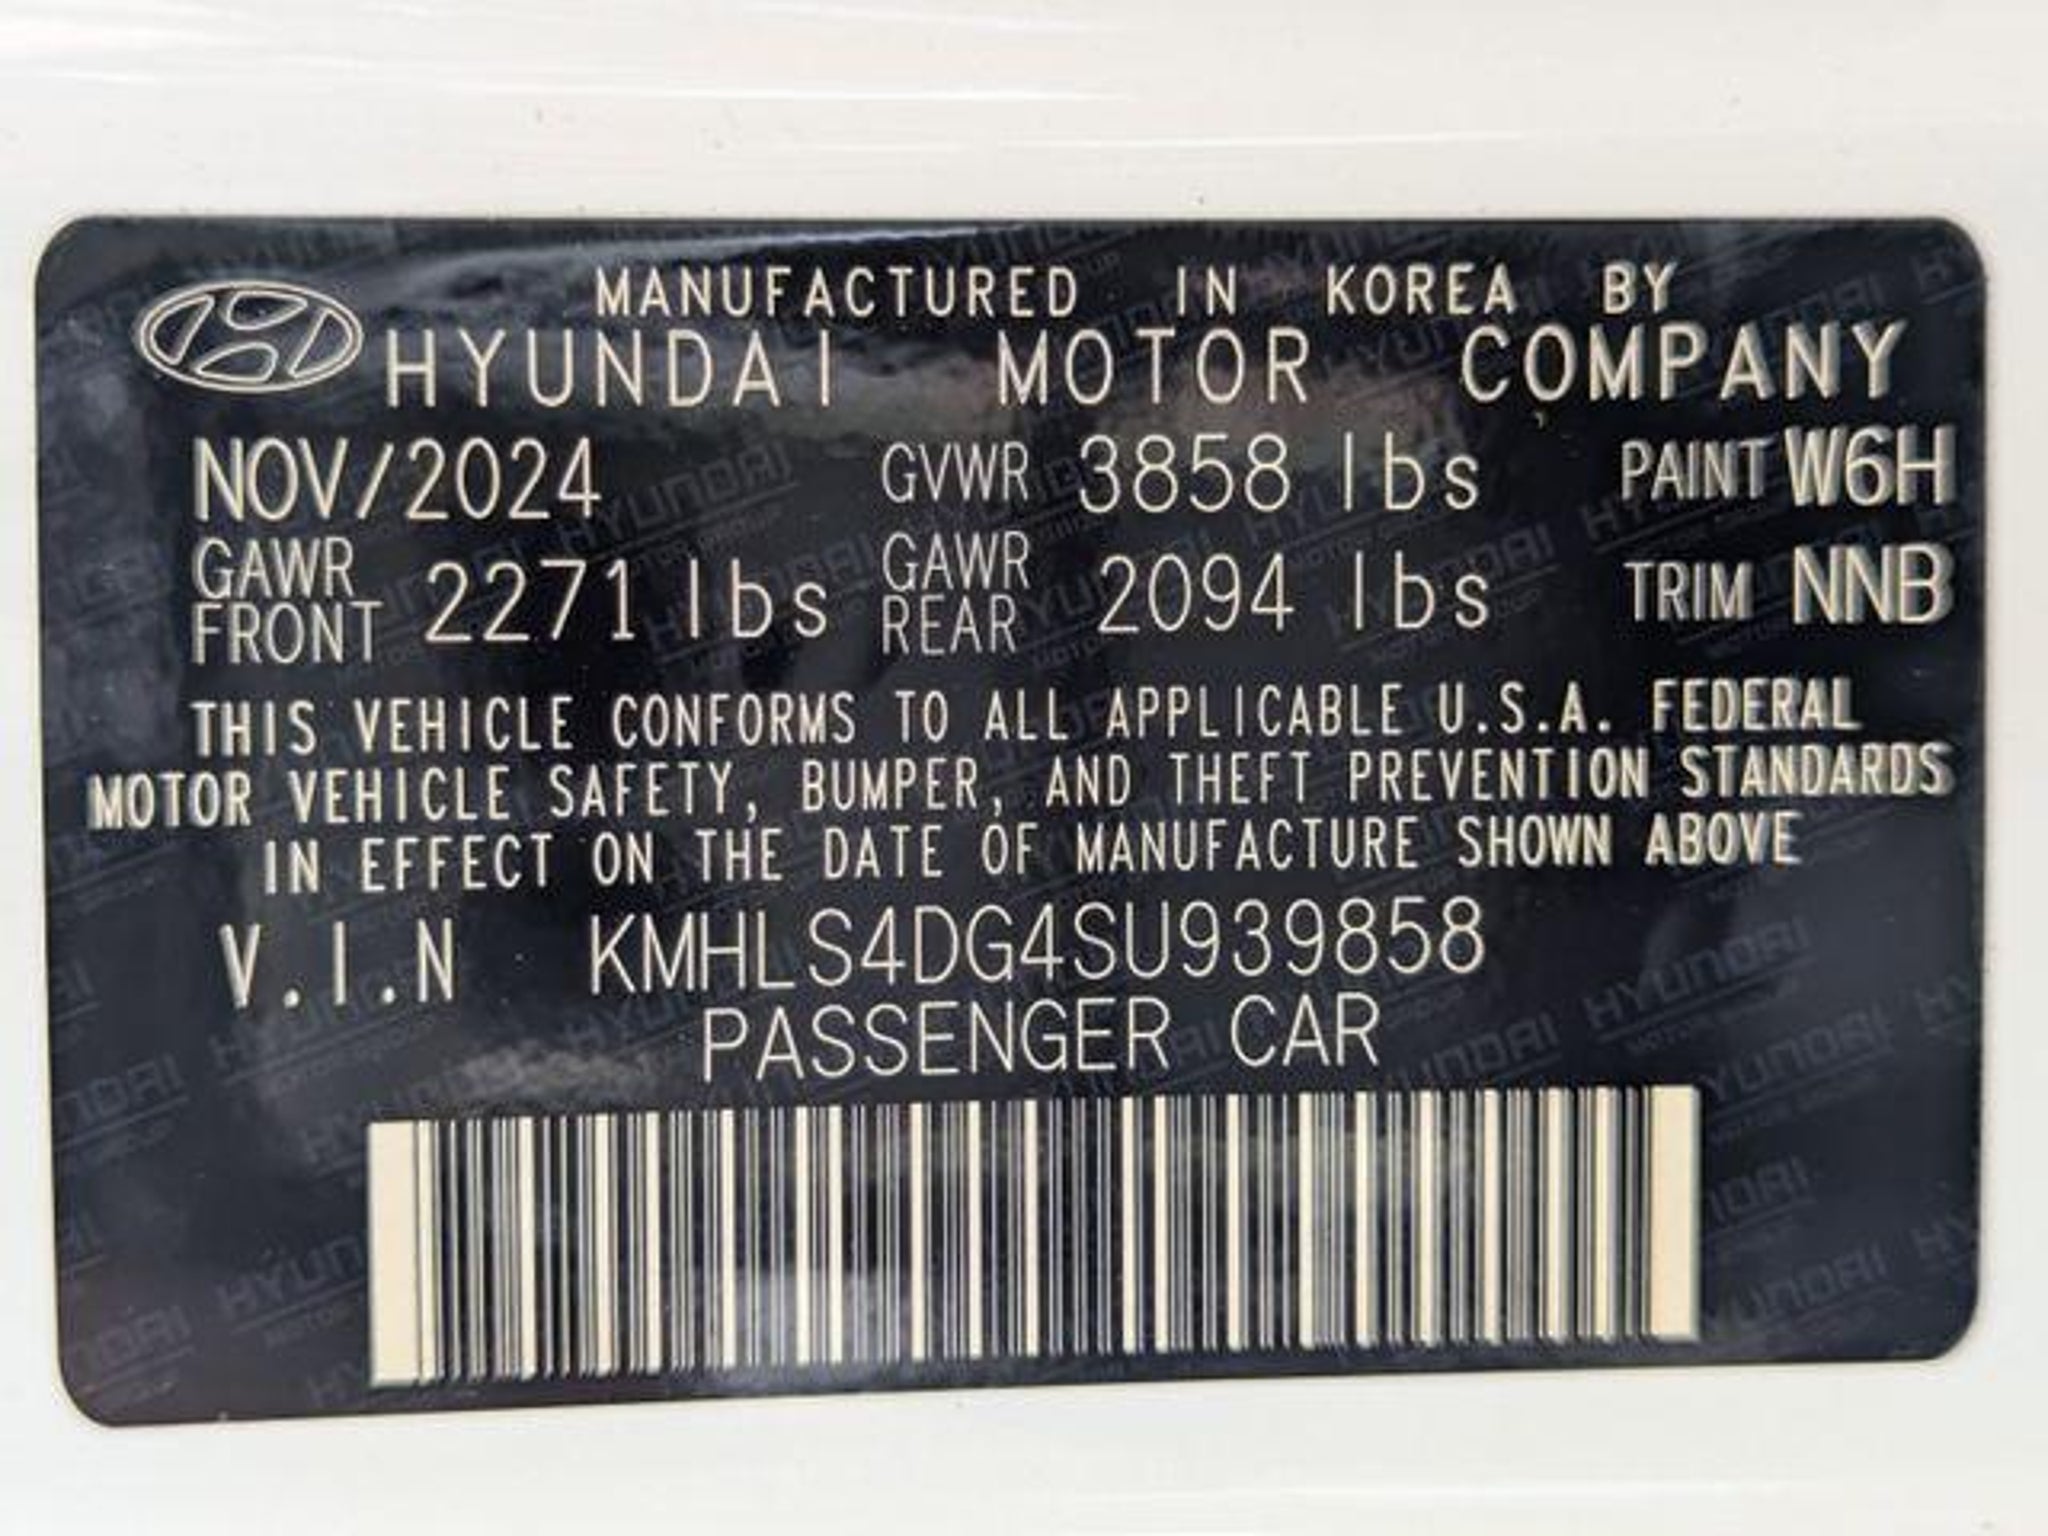 MANUFACTURED IN KOREA BY
HYUNDAI MOTOR COMPANY
NOV/2024 GVWR 3858 lbs PAINT W6H
GAWR FRONT 2271 lbs GAWR REAR 2094 lbs TRIM NNB
THIS VEHICLE CONFORMS TO ALL APPLICABLE U.S.A. FEDERAL
MOTOR VEHICLE SAFETY, BUMPER, AND THEFT PREVENTION STANDARDS
IN EFFECT ON THE DATE OF MANUFACTURE SHOWN ABOVE
V.I.N KMHLS4DG4SU939858
PASSENGER CAR